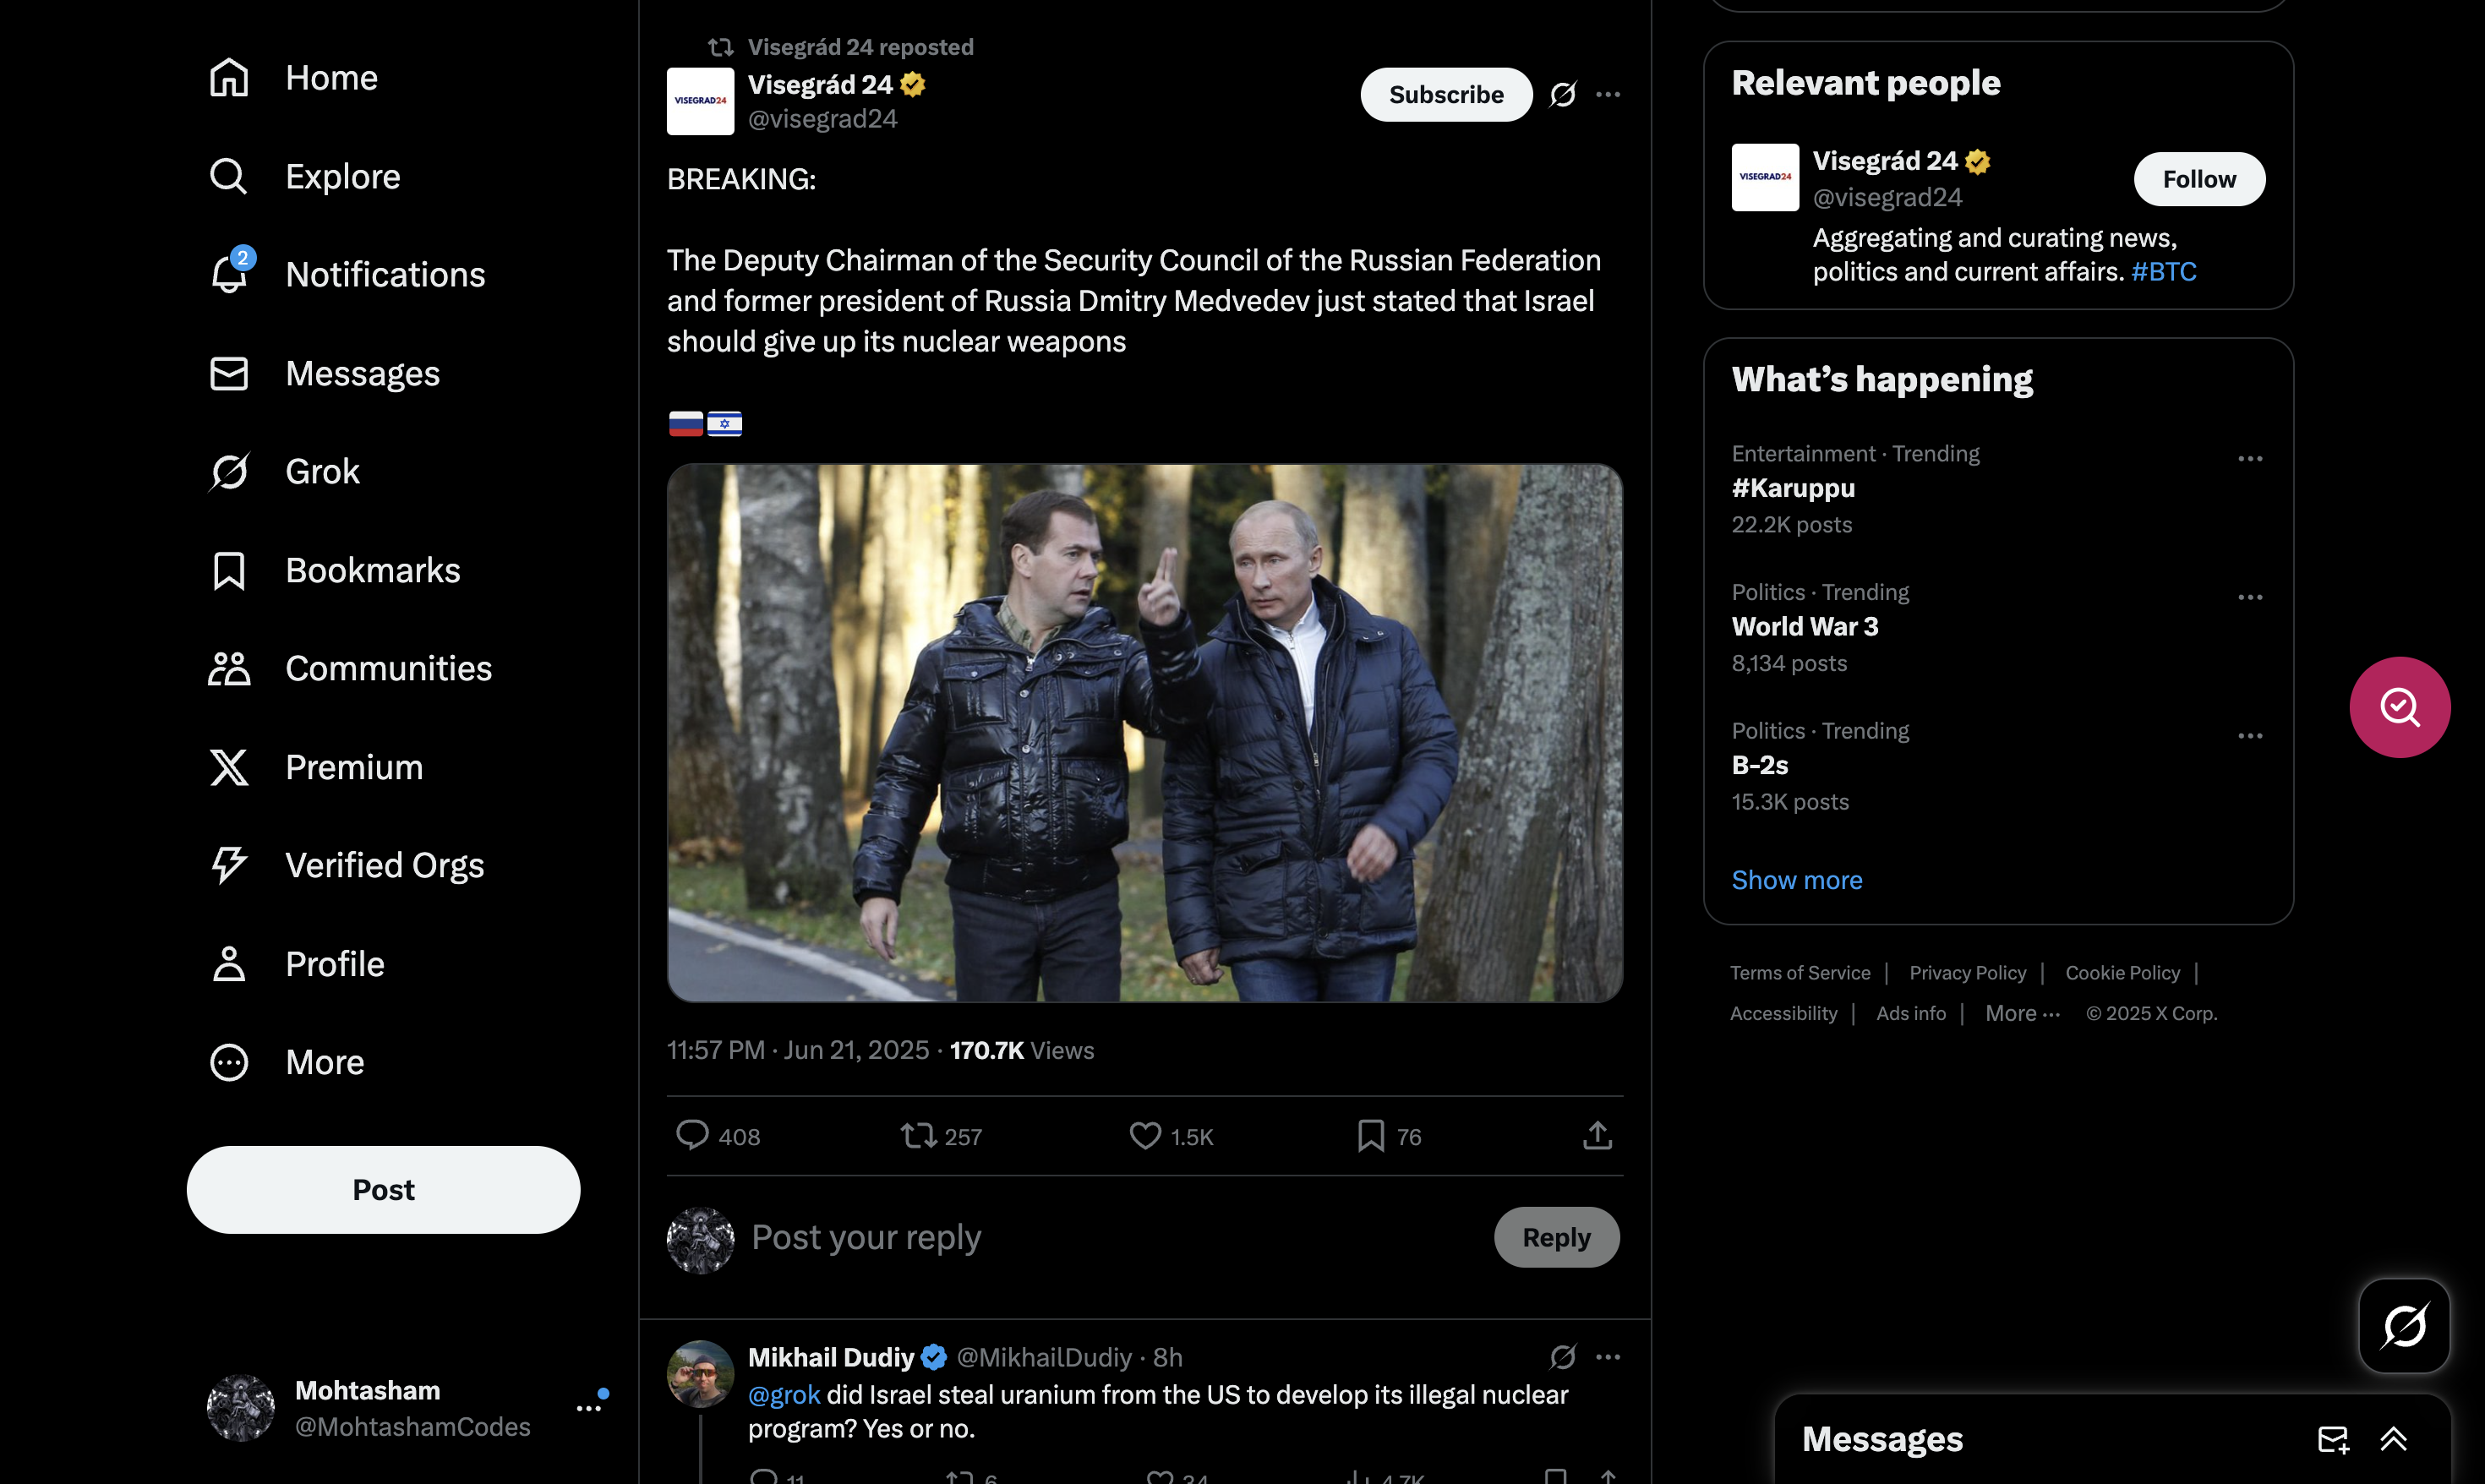 Home
Explore
2
Notifications
Messages
Grok
Bookmarks
Communities
Premium
Verified Orgs
Profile
More
Post
Mohtasham
@MohtashamCodes
Visegrád 24 reposted
VISEGRAD24
Visegrád 24
@visegrad24
Subscribe
BREAKING:
The Deputy Chairman of the Security Council of the Russian Federation
and former president of Russia Dmitry Medvedev just stated that Israel
should give up its nuclear weapons
11:57 PM · Jun 21, 2025 · 170.7K Views
408 257 1.5K 76
Post your reply
Reply
Mikhail Dudiy @MikhailDudiy · 8h
@grok did Israel steal uranium from the US to develop its illegal nuclear
program? Yes or no.
11 6 34 4.7K
Relevant people
VISEGRAD24
Visegrád 24
@visegrad24
Follow
Aggregating and curating news,
politics and current affairs. #BTC
What's happening
Entertainment · Trending
#Karuppu
22.2K posts
Politics · Trending
World War 3
8,134 posts
Politics · Trending
B-2s
15.3K posts
Show more
Terms of Service | Privacy Policy | Cookie Policy |
Accessibility | Ads info | More ··· © 2025 X Corp.
Messages